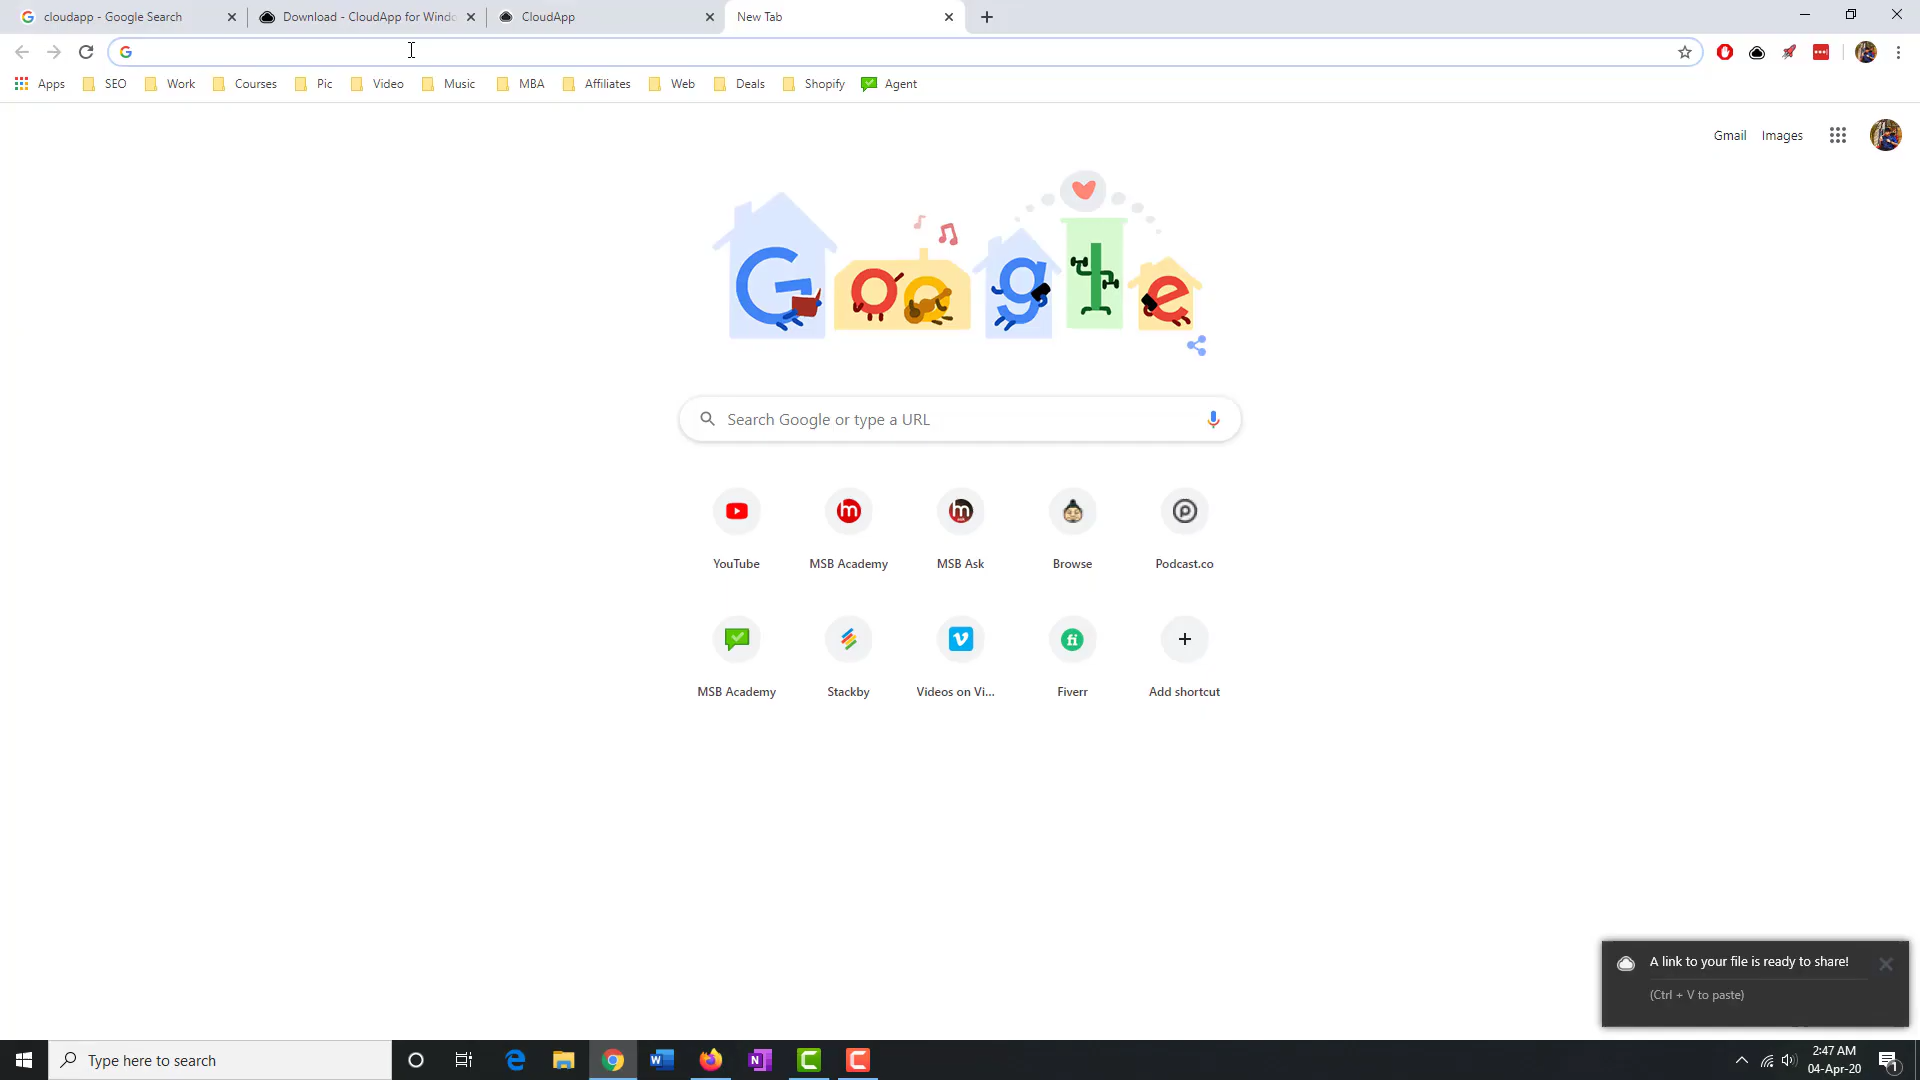 cloudapp - Google Search
Download - CloudApp for Windo
CloudApp
New Tab
Apps SEO Work Courses Pic Video Music MBA Affiliates Web Deals Shopify Agent
Gmail Images
Search Google or type a URL
YouTube MSB Academy MSB Ask Browse Podcast.co
MSB Academy Stackby Videos on Vi... Fiverr Add shortcut
A link to your file is ready to share!
(Ctrl + V to paste)
Type here to search
2:47 AM
04-Apr-20